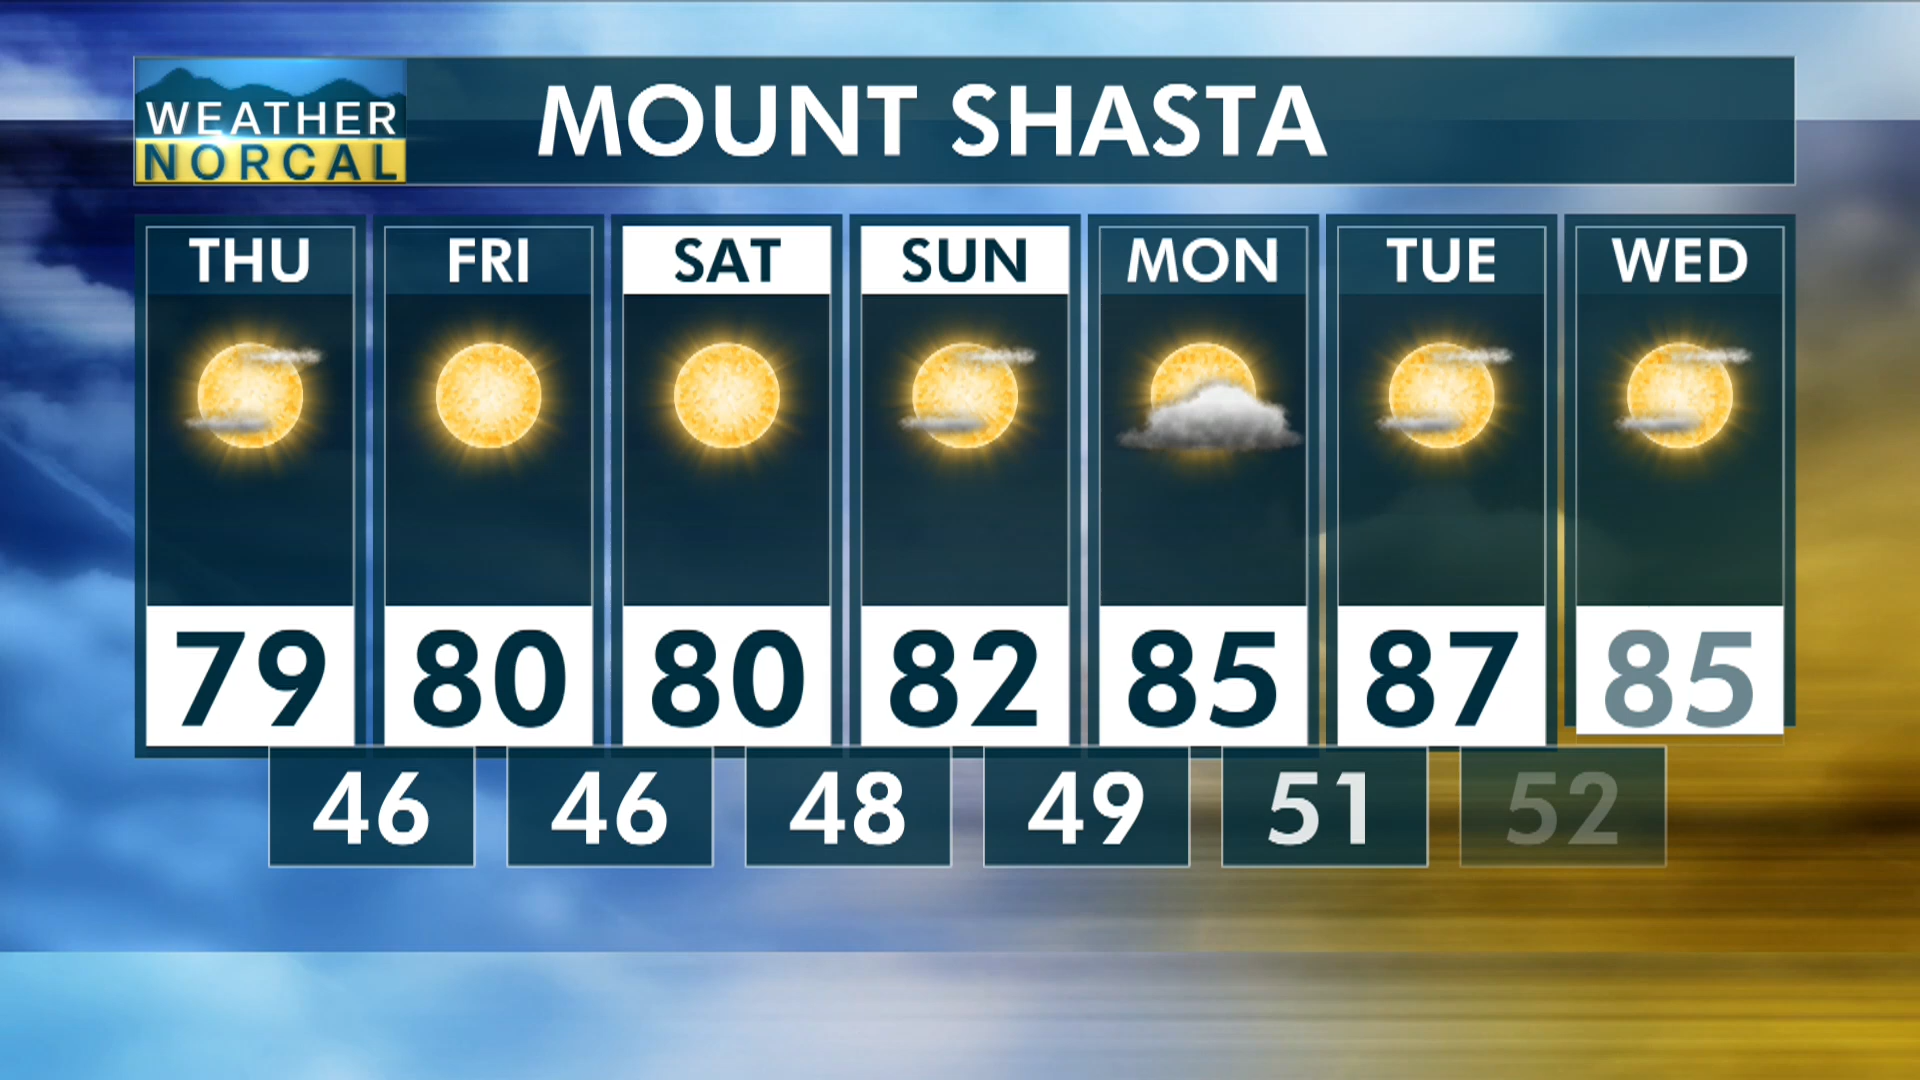 WEATHER
NORCAL
MOUNT SHASTA
THU FRI SAT SUN MON TUE WED
79 80 80 82 85 87 85
46 46 48 49 51 52